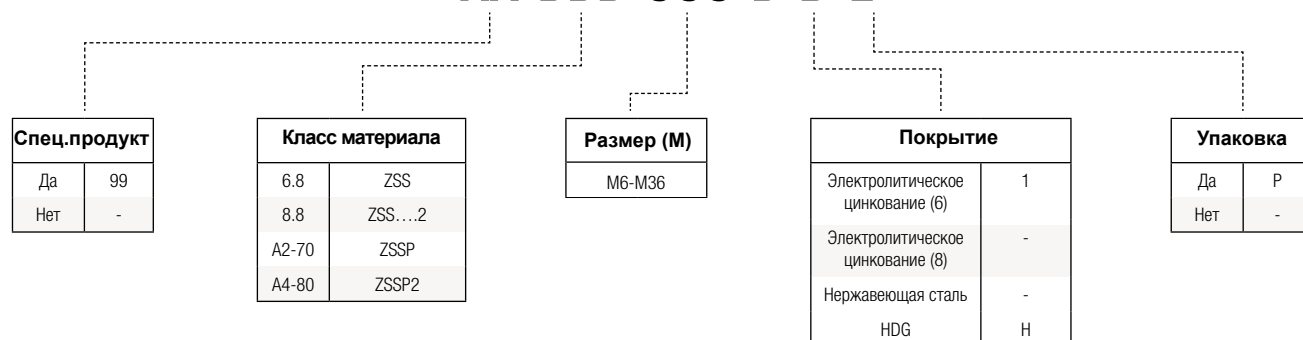 Спец.продукт
Да 99
Нет -
Класс материала
6.8 ZSS
8.8 ZSS....2
A2-70 ZSSP
A4-80 ZSSP2
Размер (М)
M6-M36
Покрытие
Электролитическое 1
цинкование (6)
Электролитическое -
цинкование (8)
Нержавеющая сталь -
HDG H
Упаковка
Да P
Нет -